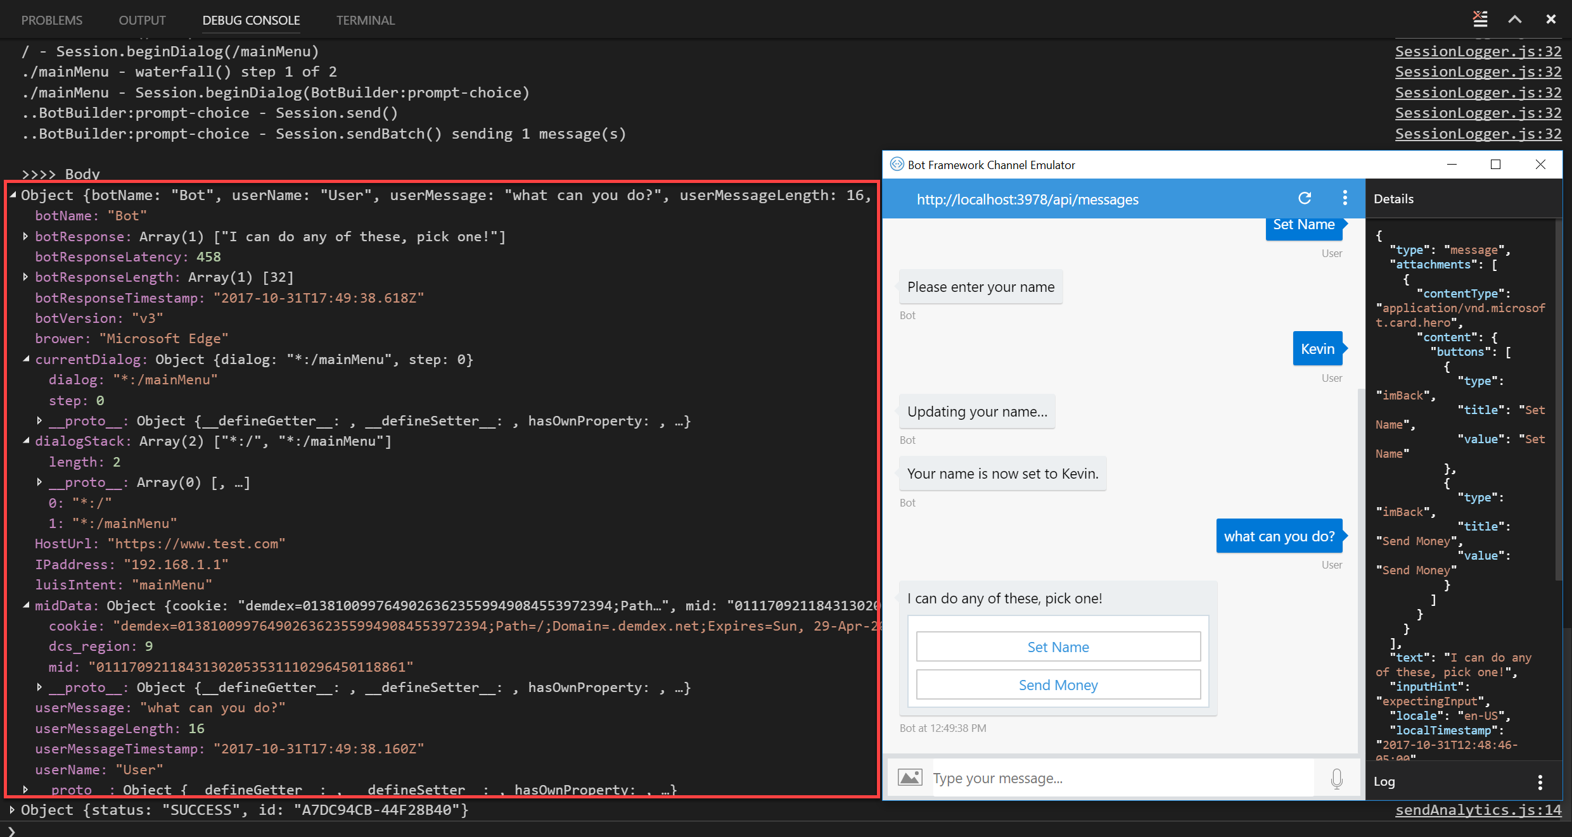 PROBLEMS OUTPUT DEBUG CONSOLE TERMINAL
/ - Session.beginDialog(/mainMenu) SessionLogger.js:32
./mainMenu - waterfall() step 1 of 2 SessionLogger.js:32
./mainMenu - Session.beginDialog(BotBuilder:prompt-choice) SessionLogger.js:32
..BotBuilder:prompt-choice - Session.send() SessionLogger.js:32
..BotBuilder:prompt-choice - Session.sendBatch() sending 1 message(s) SessionLogger.js:32
>>>> Body
Object {botName: "Bot", userName: "User", userMessage: "what can you do?", userMessageLength: 16,
botName: "Bot"
botResponse: Array(1) ["I can do any of these, pick one!"]
botResponseLatency: 458
botResponseLength: Array(1) [32]
botResponseTimestamp: "2017-10-31T17:49:38.618Z"
botVersion: "v3"
brower: "Microsoft Edge"
currentDialog: Object {dialog: "*:/mainMenu", step: 0}
dialog: "*:/mainMenu"
step: 0
__proto__: Object {__defineGetter__: , __defineSetter__: , hasOwnProperty: , …}
dialogStack: Array(2) ["*:/", "*:/mainMenu"]
length: 2
__proto__: Array(0) [, …]
0: "*:/"
1: "*:/mainMenu"
HostUrl: "https://www.test.com"
IPaddress: "192.168.1.1"
luisIntent: "mainMenu"
midData: Object {cookie: "demdex=01381009976490263623559949084553972394;Path…", mid: "011170921184313020
cookie: "demdex=01381009976490263623559949084553972394;Path=/;Domain=.demdex.net;Expires=Sun, 29-Apr-2
dcs_region: 9
mid: "01117092118431302053531110296450118861"
__proto__: Object {__defineGetter__: , __defineSetter__: , hasOwnProperty: , …}
userMessage: "what can you do?"
userMessageLength: 16
userMessageTimestamp: "2017-10-31T17:49:38.160Z"
userName: "User"
__proto__: Object {__defineGetter__: , __defineSetter__: , hasOwnProperty: , …}
Object {status: "SUCCESS", id: "A7DC94CB-44F28B40"} sendAnalytics.js:14
Bot Framework Channel Emulator
http://localhost:3978/api/messages
Set Name
User
Please enter your name
Bot
Kevin
User
Updating your name...
Bot
Your name is now set to Kevin.
Bot
what can you do?
User
I can do any of these, pick one!
Set Name
Send Money
Bot at 12:49:38 PM
Type your message...
Details
{
"type": "message",
"attachments": [
{
"contentType":
"application/vnd.microsof
t.card.hero",
"content": {
"buttons": [
{
"type":
"imBack",
"title": "Set
Name",
"value": "Set
Name"
},
{
"type":
"imBack",
"title":
"Send Money",
"value":
"Send Money"
}
]
}
}
],
"text": "I can do any
of these, pick one!",
"inputHint":
"expectingInput",
"locale": "en-US",
"localTimestamp":
"2017-10-31T12:48:46-
05:00"
Log